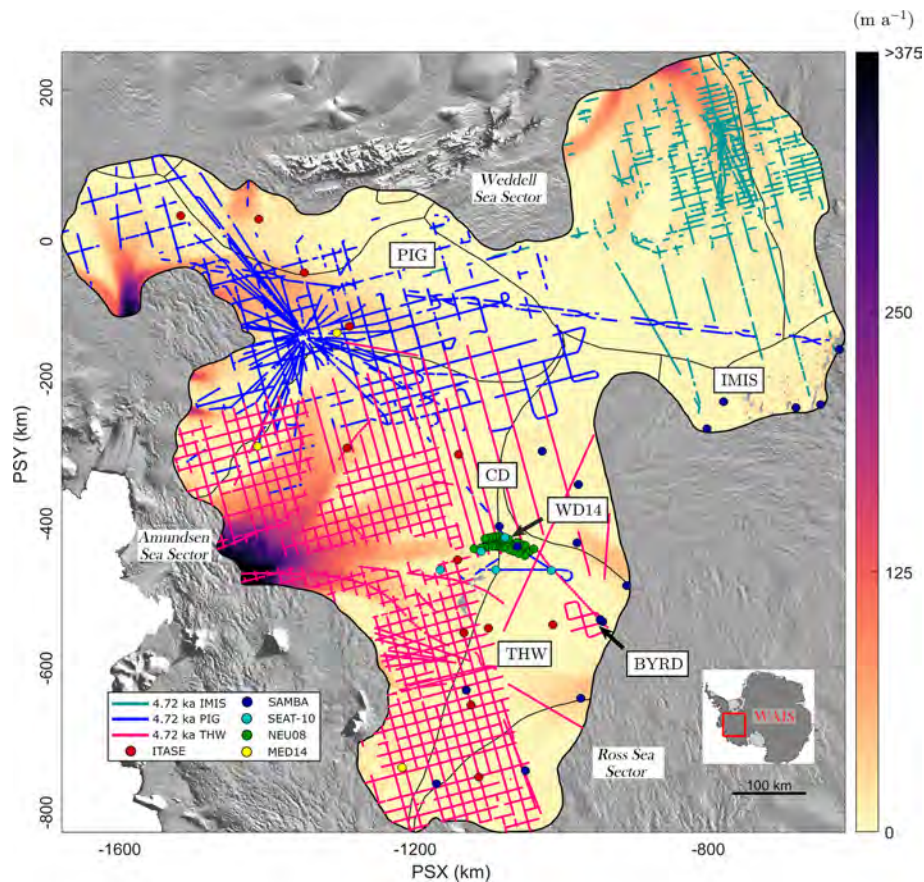 (m a⁻¹)
>375
250
125
0
200
0
-200
-400
-600
-800
PSY (km)
-1600
-1200
-800
PSX (km)
Weddell
Sea Sector
PIG
IMIS
CD
WD14
Amundsen
Sea Sector
THW
BYRD
Ross Sea
Sector
WAIS
100 km
4.72 ka IMIS
4.72 ka PIG
4.72 ka THW
ITASE
SAMBA
SEAT-10
NEU08
MED14